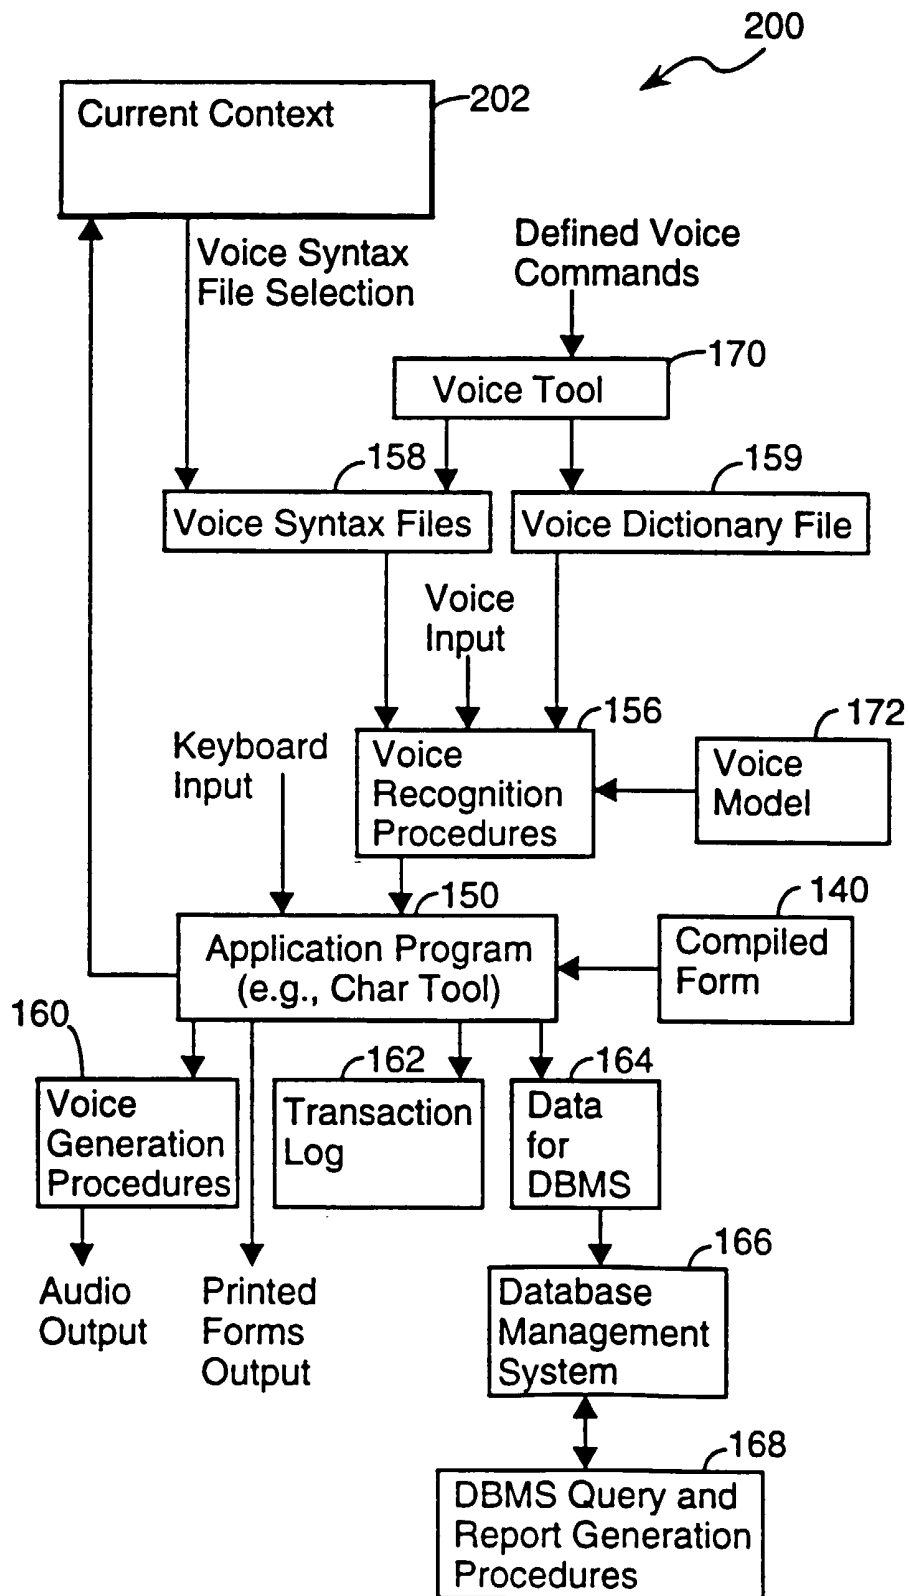 200
Current Context
202
Voice Syntax
File Selection
Defined Voice
Commands
170
Voice Tool
158
159
Voice Syntax Files
Voice Dictionary File
Voice
Input
156
172
Keyboard
Input
Voice
Recognition
Procedures
Voice
Model
150
140
Application Program
(e.g., Char Tool)
Compiled
Form
160
162
164
Voice
Generation
Procedures
Transaction
Log
Data
for
DBMS
166
Audio
Output
Printed
Forms
Output
Database
Management
System
168
DBMS Query and
Report Generation
Procedures